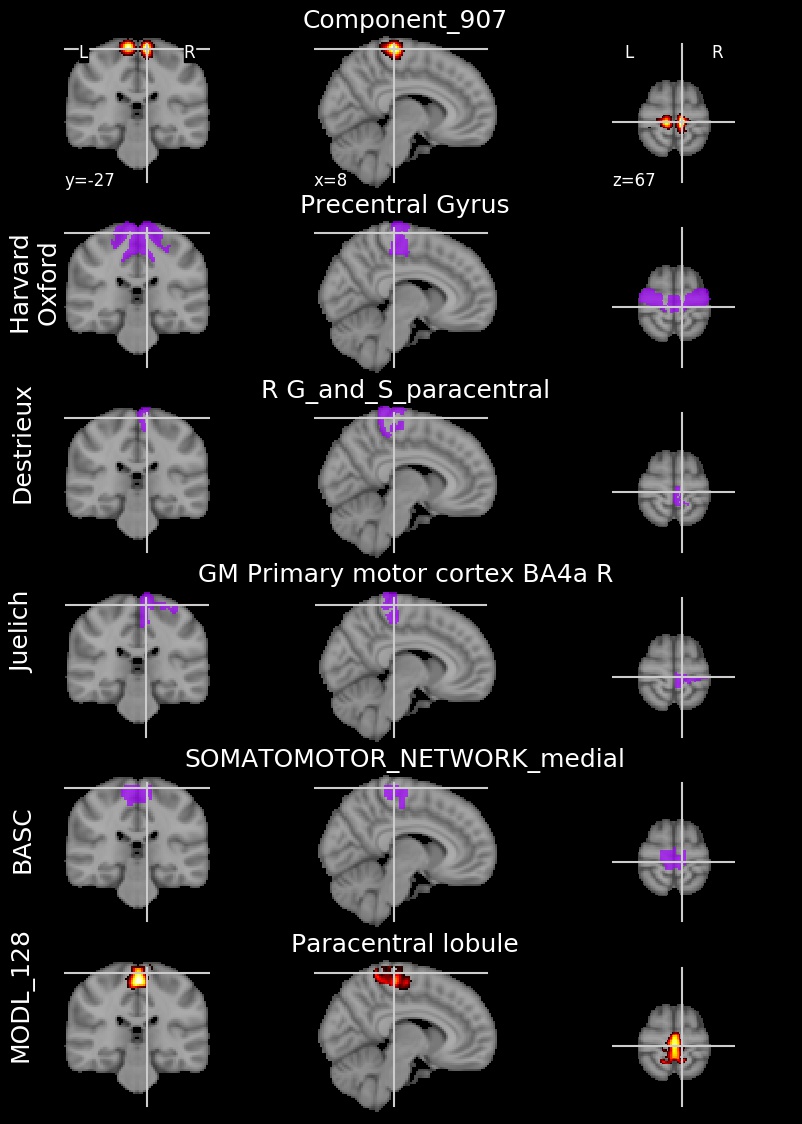 Component_907
L R
L R
y=-27
x=8
z=67
Precentral Gyrus
Harvard
Oxford
R G_and_S_paracentral
Destrieux
GM Primary motor cortex BA4a R
Juelich
SOMATOMOTOR_NETWORK_medial
BASC
Paracentral lobule
MODL_128